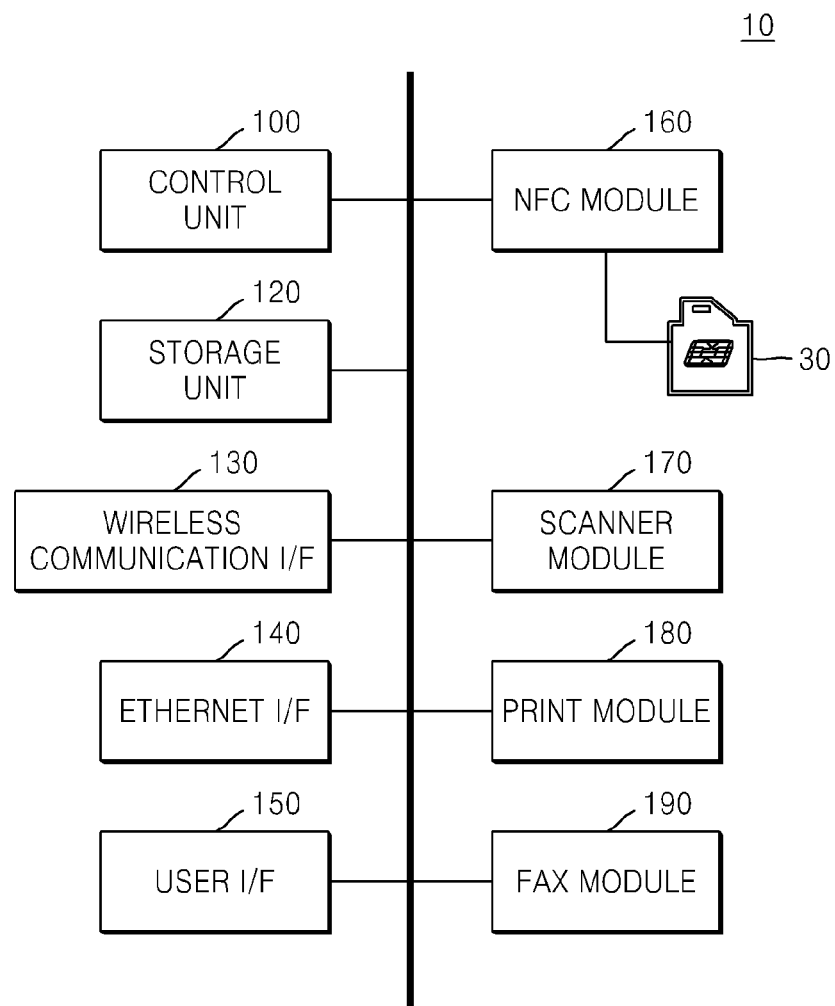 10
100
CONTROL
UNIT
160
NFC MODULE
120
STORAGE
UNIT
30
130
WIRELESS
COMMUNICATION I/F
170
SCANNER
MODULE
140
ETHERNET I/F
180
PRINT MODULE
150
USER I/F
190
FAX MODULE